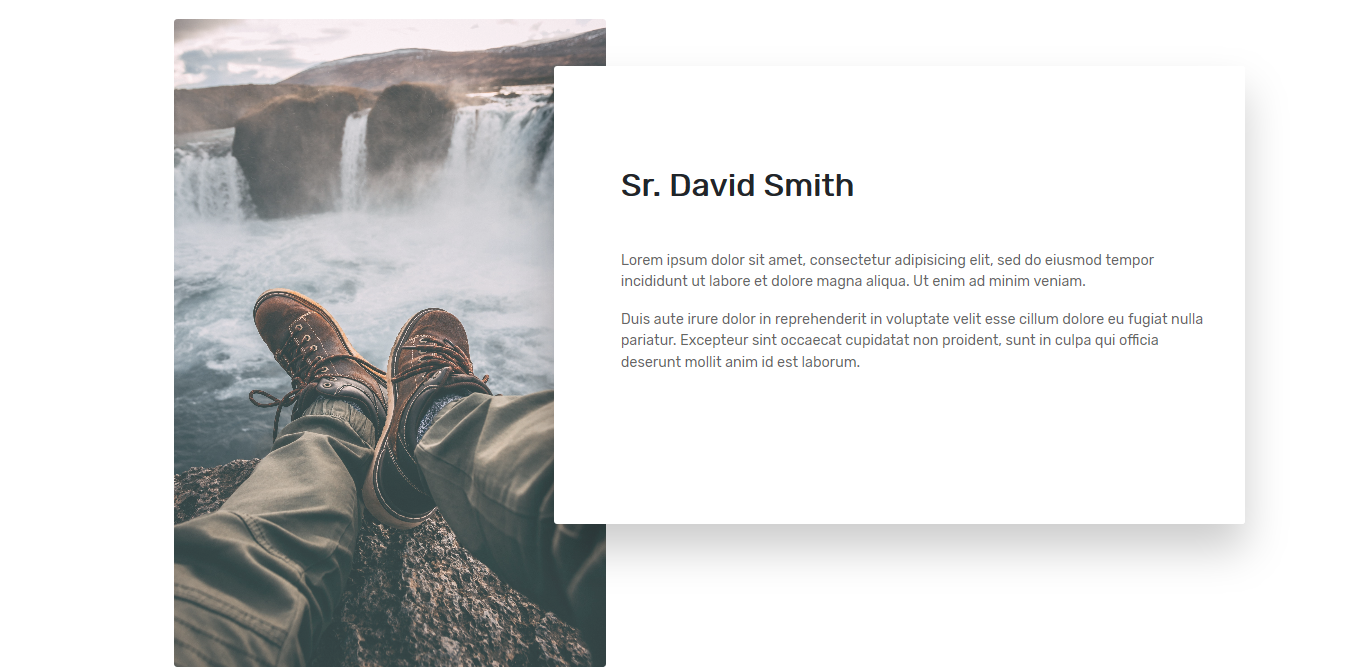 Sr. David Smith
Lorem ipsum dolor sit amet, consectetur adipisicing elit, sed do eiusmod tempor
incididunt ut labore et dolore magna aliqua. Ut enim ad minim veniam.
Duis aute irure dolor in reprehenderit in voluptate velit esse cillum dolore eu fugiat nulla
pariatur. Excepteur sint occaecat cupidatat non proident, sunt in culpa qui officia
deserunt mollit anim id est laborum.